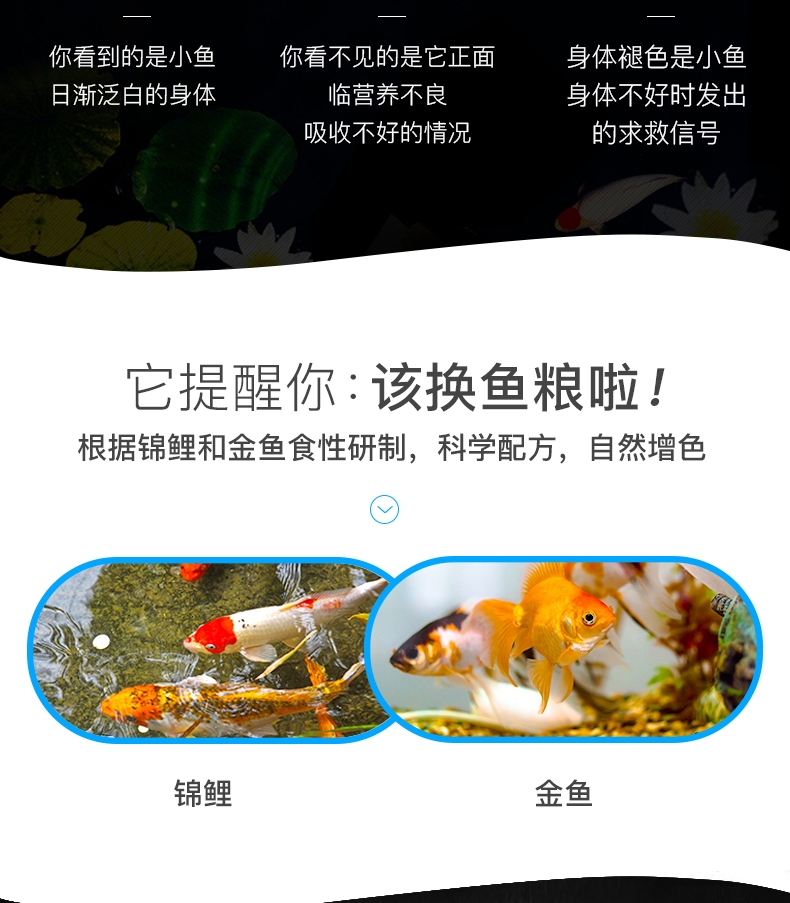 你看到的是小鱼
日渐泛白的身体
你看不见的是它正面
临营养不良
吸收不好的情况
身体褪色是小鱼
身体不好时发出
的求救信号
它提醒你：该换鱼粮啦！
根据锦鲤和金鱼食性研制，科学配方，自然增色
锦鲤
金鱼